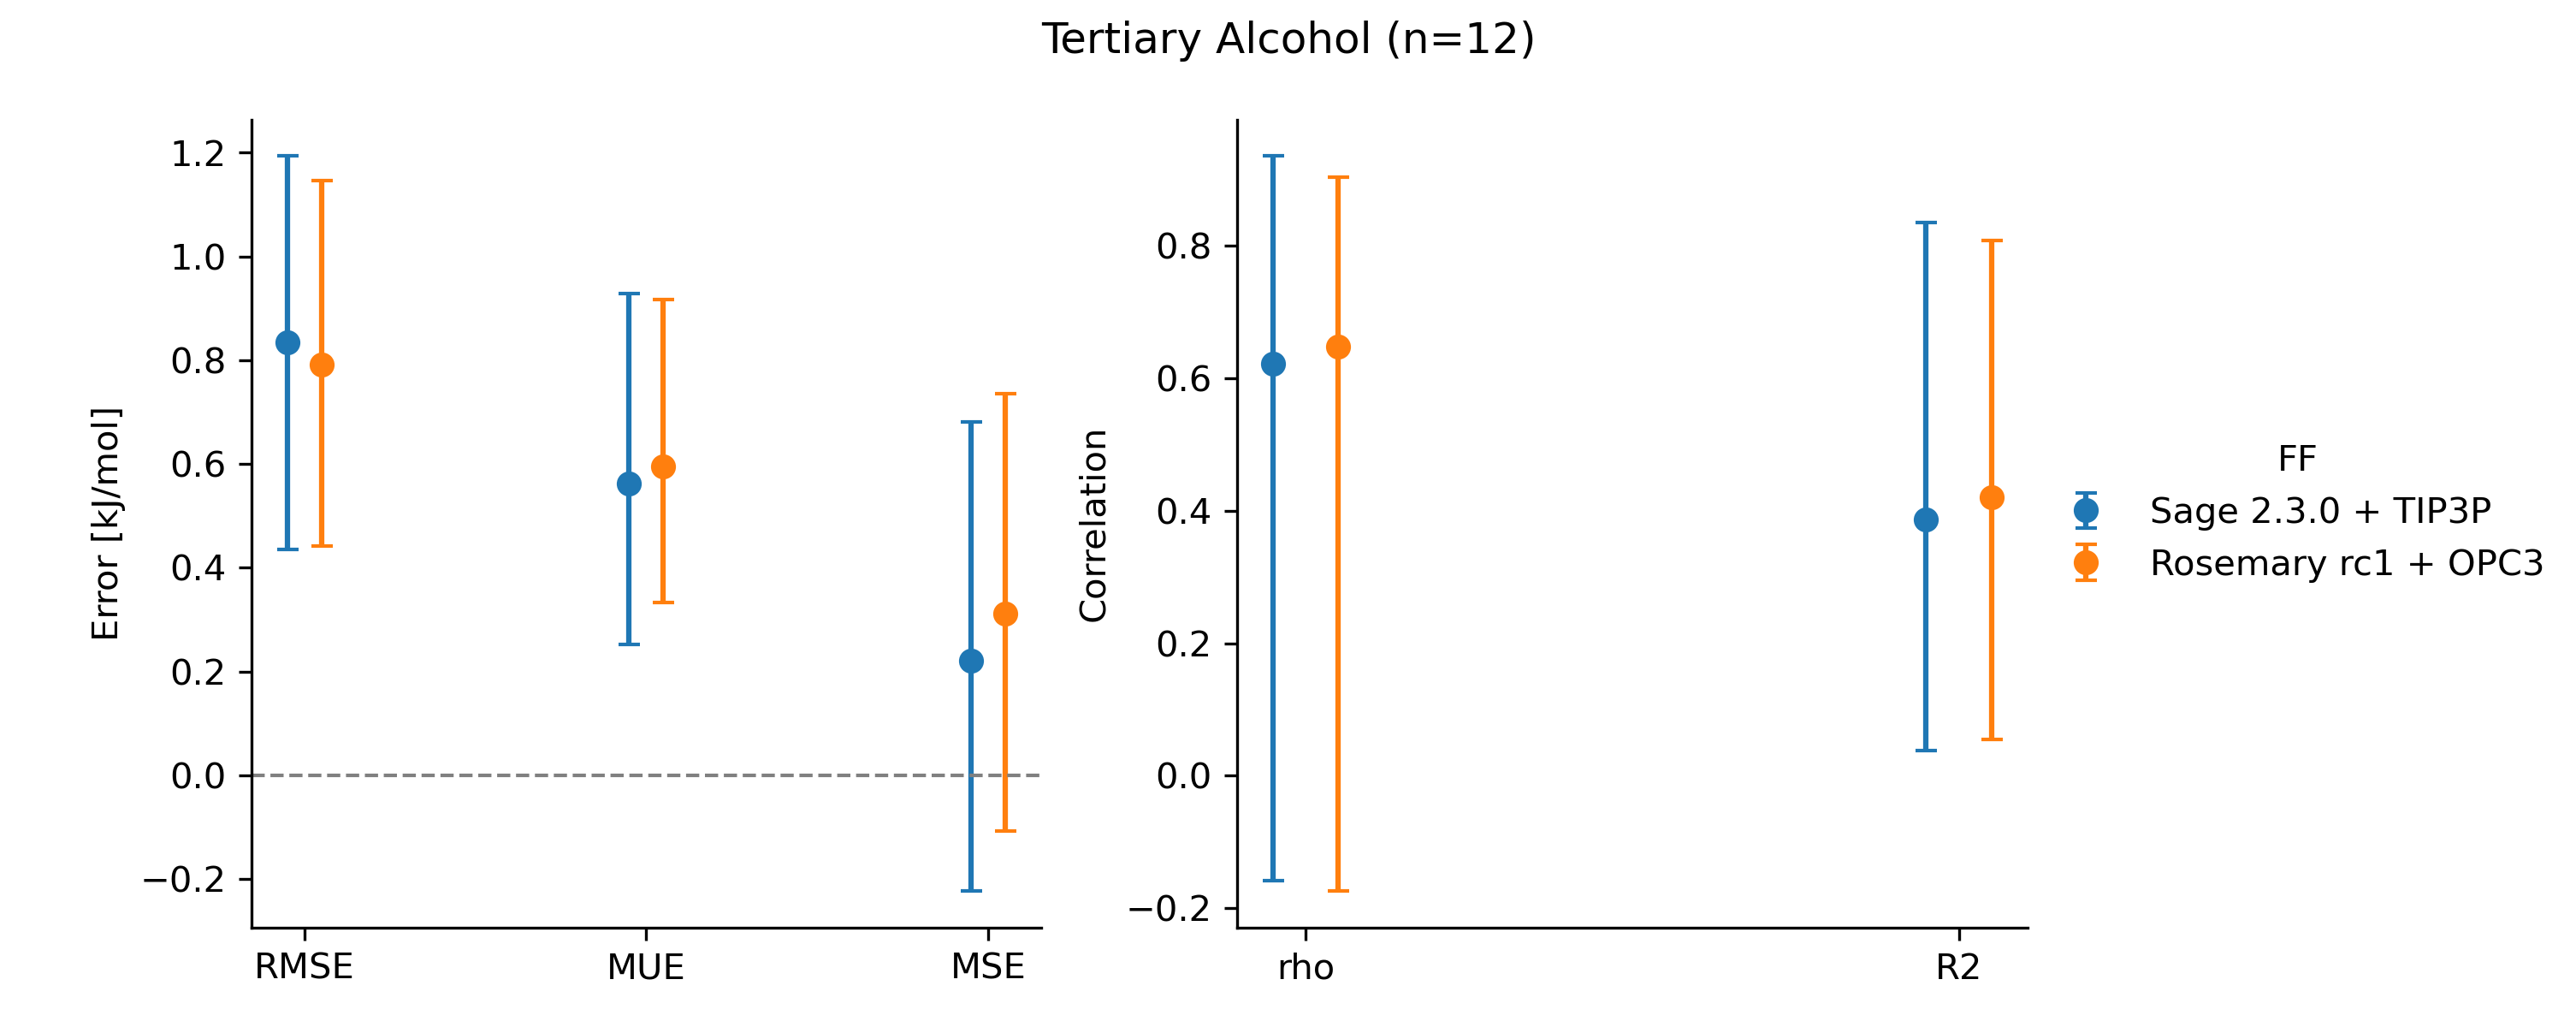 Tertiary Alcohol (n=12)
Error [kJ/mol]
1.2
1.0
0.8
0.6
0.4
0.2
0.0
−0.2
RMSE
MUE
MSE
Correlation
0.8
0.6
0.4
0.2
0.0
−0.2
rho
R2
FF
Sage 2.3.0 + TIP3P
Rosemary rc1 + OPC3